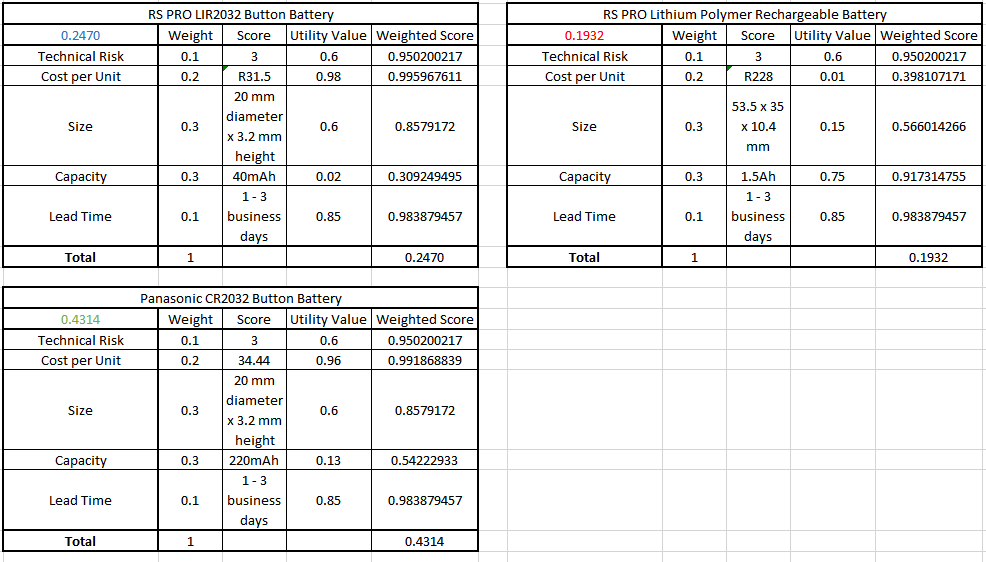 RS PRO LIR2032 Button Battery
0.2470 Weight Score Utility Value Weighted Score
Technical Risk 0.1 3 0.6 0.950200217
Cost per Unit 0.2 R31.5 0.98 0.995967611
Size 0.3 20 mm
diameter
x 3.2 mm
height 0.6 0.8579172
Capacity 0.3 40mAh 0.02 0.309249495
Lead Time 0.1 1 - 3
business
days 0.85 0.983879457
Total 1 0.2470
RS PRO Lithium Polymer Rechargeable Battery
0.1932 Weight Score Utility Value Weighted Score
Technical Risk 0.1 3 0.6 0.950200217
Cost per Unit 0.2 R228 0.01 0.398107171
Size 0.3 53.5 x 35
x 10.4
mm 0.15 0.566014266
Capacity 0.3 1.5Ah 0.75 0.917314755
Lead Time 0.1 1 - 3
business
days 0.85 0.983879457
Total 1 0.1932
Panasonic CR2032 Button Battery
0.4314 Weight Score Utility Value Weighted Score
Technical Risk 0.1 3 0.6 0.950200217
Cost per Unit 0.2 34.44 0.96 0.991868839
Size 0.3 20 mm
diameter
x 3.2 mm
height 0.6 0.8579172
Capacity 0.3 220mAh 0.13 0.54222933
Lead Time 0.1 1 - 3
business
days 0.85 0.983879457
Total 1 0.4314